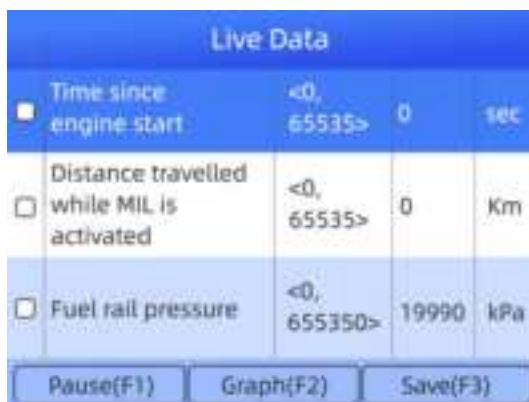 Live Data
Time since
engine start
<0,
65535>
0
sec
Distance travelled
while MIL is
activated
<0,
65535>
0
Km
Fuel rail pressure
<0,
655350>
19990
kPa
Pause(F1)
Graph(F2)
Save(F3)